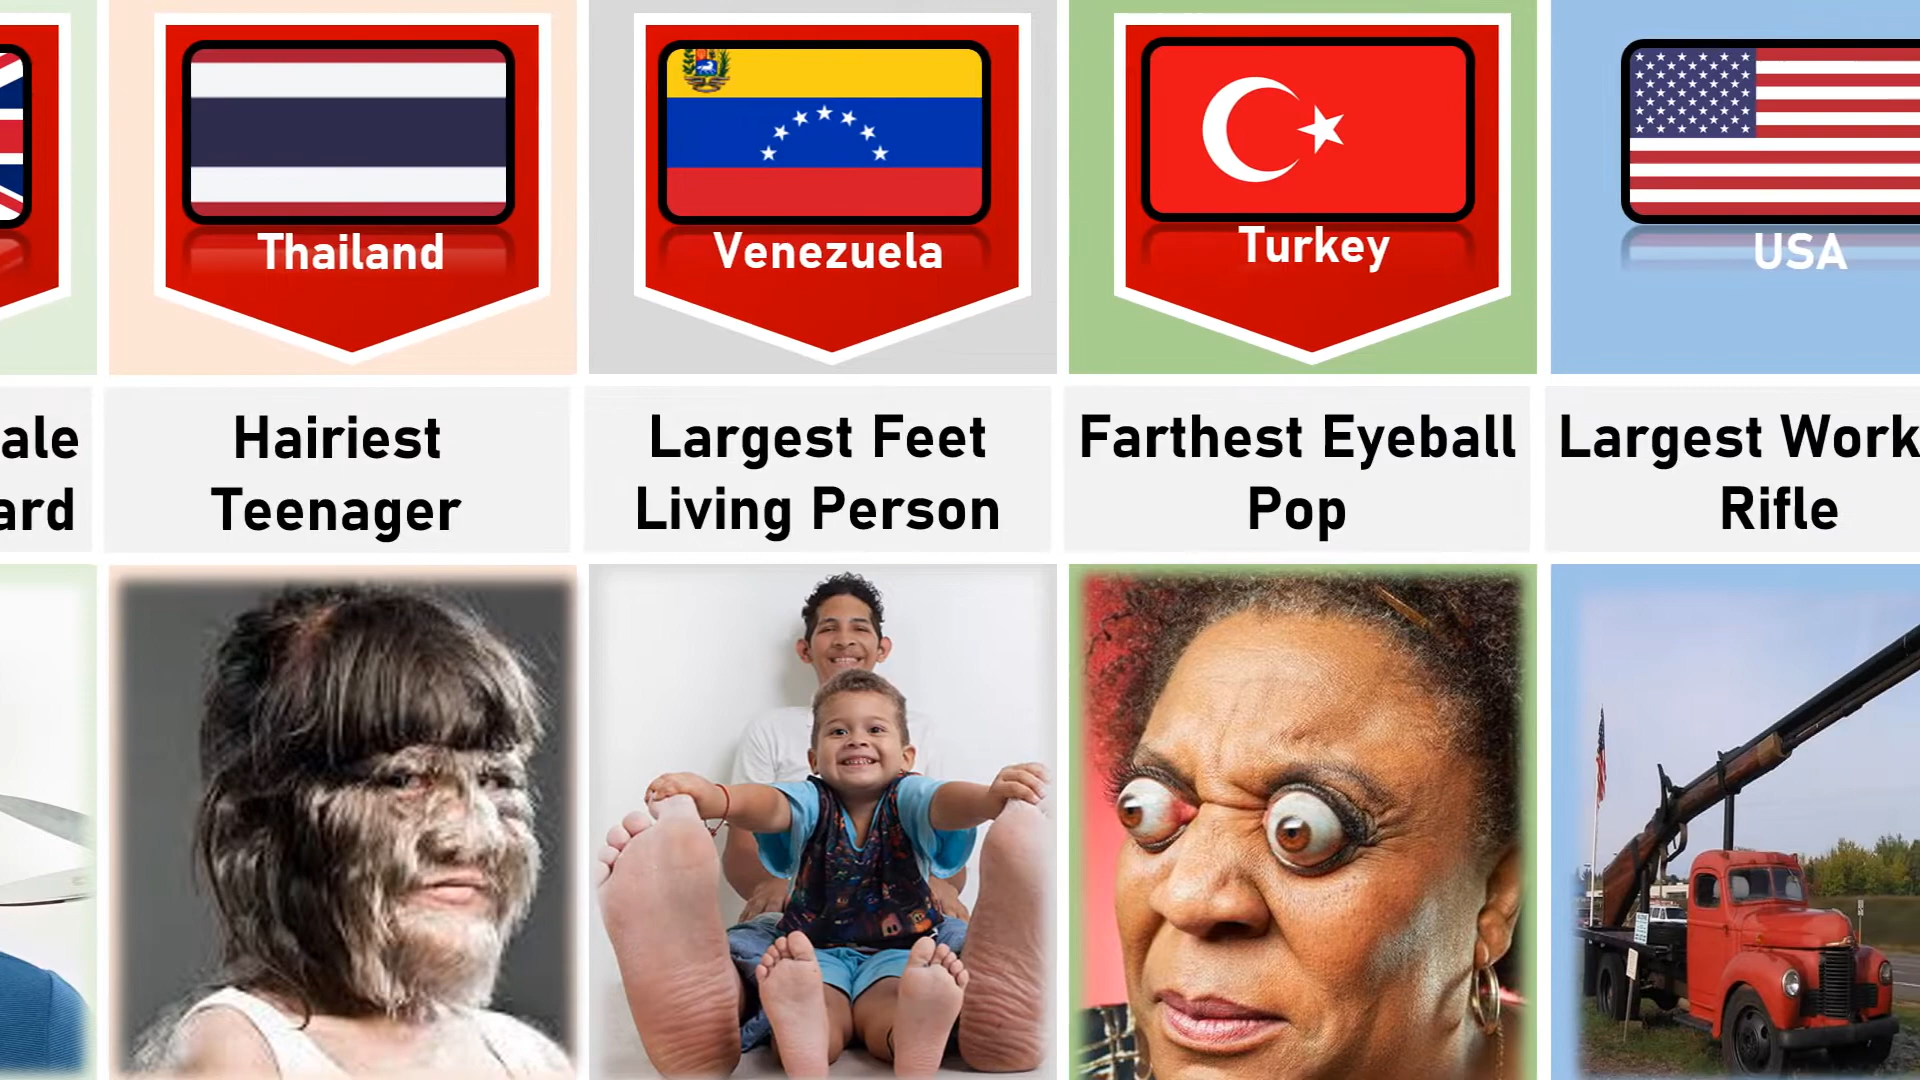 Thailand
Venezuela
Turkey
USA
ale
ard
Hairiest
Teenager
Largest Feet
Living Person
Farthest Eyeball
Pop
Largest Work
Rifle